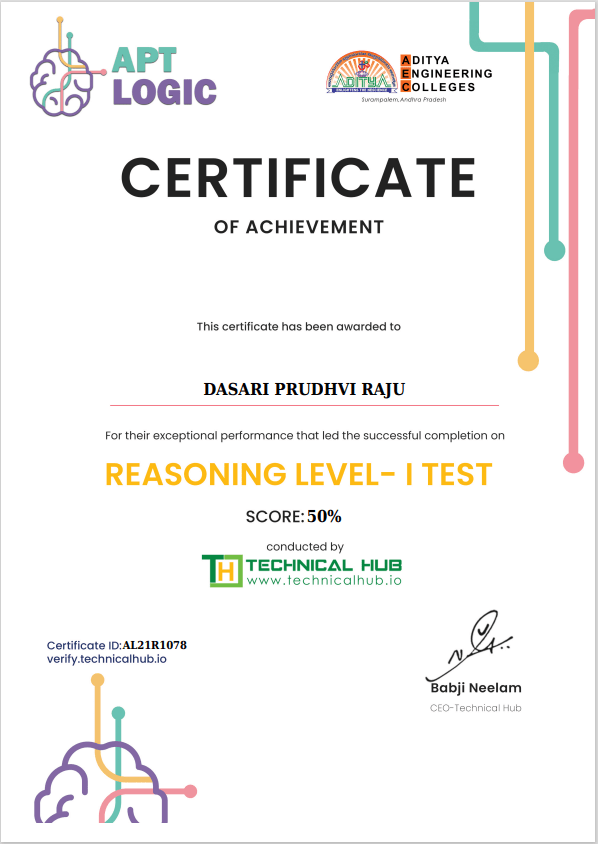 APT
LOGIC
ADITYA
ADITYA
ENGINEERING
COLLEGES
Surampalem, Andhra Pradesh
CERTIFICATE
OF ACHIEVEMENT
This certificate has been awarded to
DASARI PRUDHVI RAJU
For their exceptional performance that led the successful completion on
REASONING LEVEL- I TEST
SCORE:50%
conducted by
TH TECHNICAL HUB
www.technicalhub.io
Certificate ID:AL21R1078
verify.technicalhub.io
Babji Neelam
CEO-Technical Hub